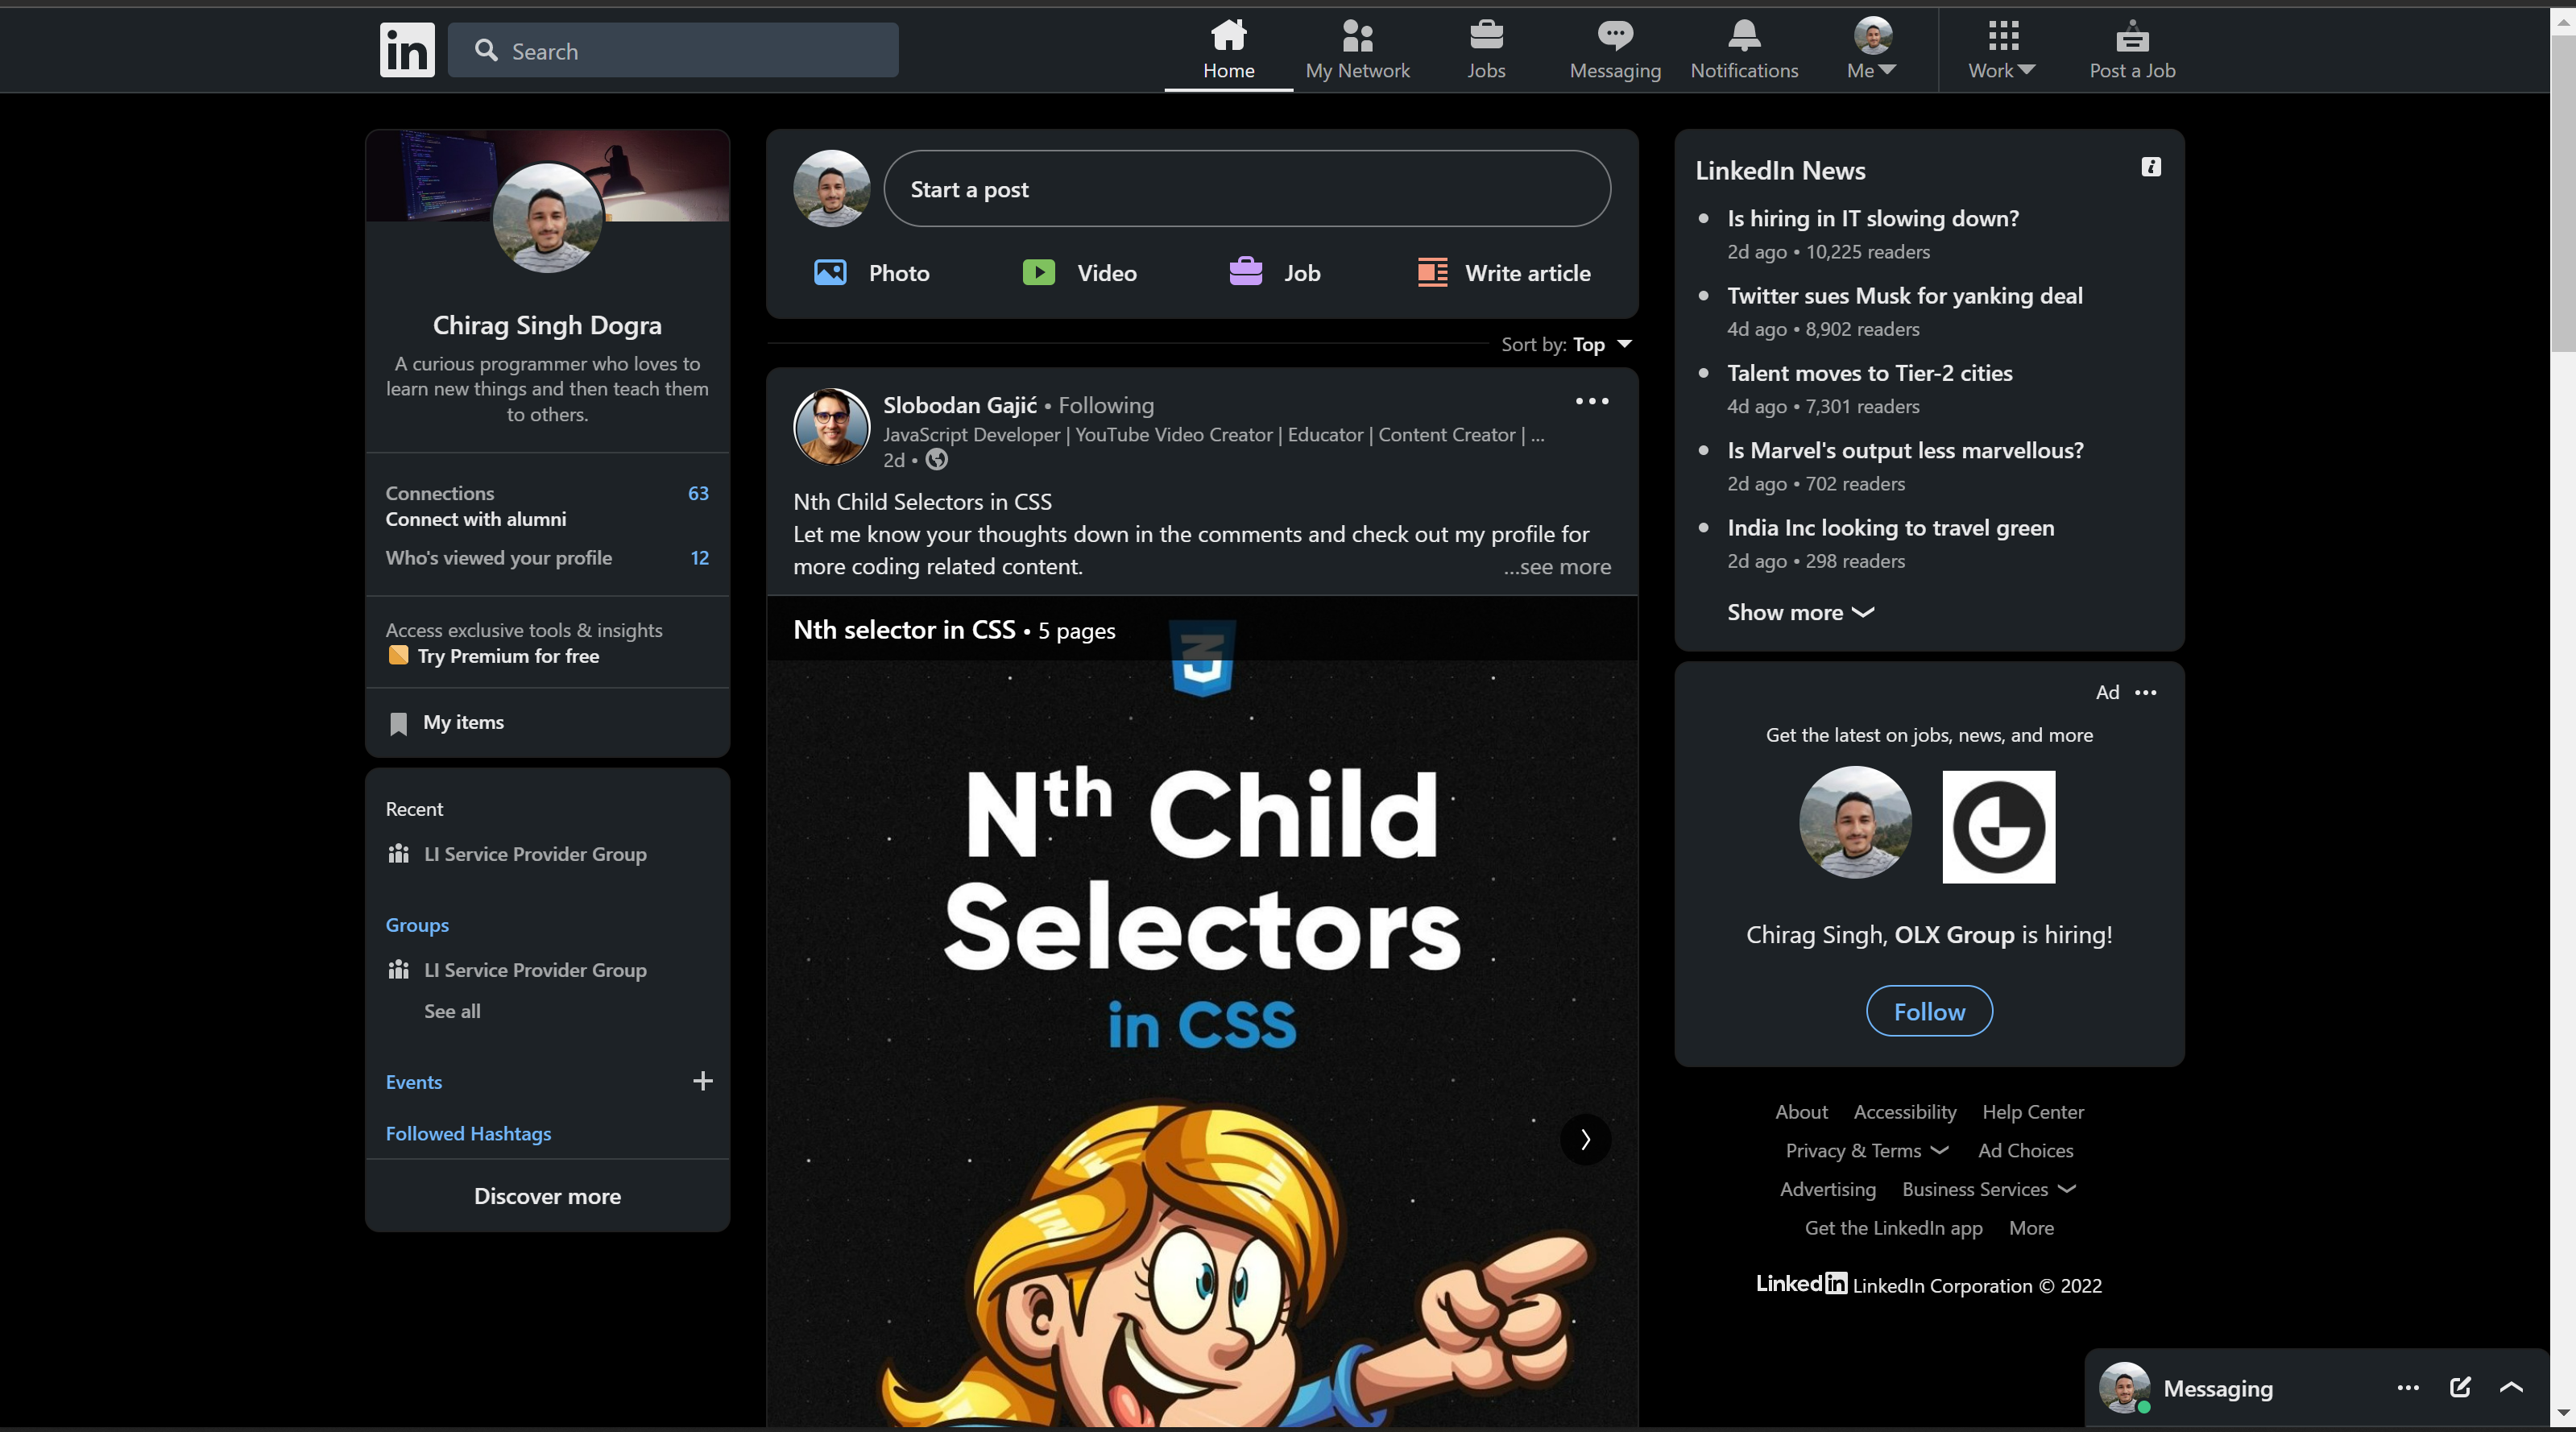 in
Search
Home
My Network
Jobs
Messaging
Notifications
Me
Work
Post a Job
Chirag Singh Dogra
A curious programmer who loves to
learn new things and then teach them
to others.
Connections 63
Connect with alumni
Who's viewed your profile 12
Access exclusive tools & insights
Try Premium for free
My items
Recent
LI Service Provider Group
Groups
LI Service Provider Group
See all
Events
Followed Hashtags
Discover more
Start a post
Photo
Video
Job
Write article
Sort by: Top
Slobodan Gajić • Following
JavaScript Developer | YouTube Video Creator | Educator | Content Creator | ...
2d •
Nth Child Selectors in CSS
Let me know your thoughts down in the comments and check out my profile for
more coding related content. ...see more
Nth selector in CSS • 5 pages
Nth Child
Selectors
in CSS
LinkedIn News
Is hiring in IT slowing down?
2d ago • 10,225 readers
Twitter sues Musk for yanking deal
4d ago • 8,902 readers
Talent moves to Tier-2 cities
4d ago • 7,301 readers
Is Marvel's output less marvellous?
2d ago • 702 readers
India Inc looking to travel green
2d ago • 298 readers
Show more
Ad
Get the latest on jobs, news, and more
Chirag Singh, OLX Group is hiring!
Follow
About Accessibility Help Center
Privacy & Terms Ad Choices
Advertising Business Services
Get the LinkedIn app More
LinkedIn LinkedIn Corporation © 2022
Messaging